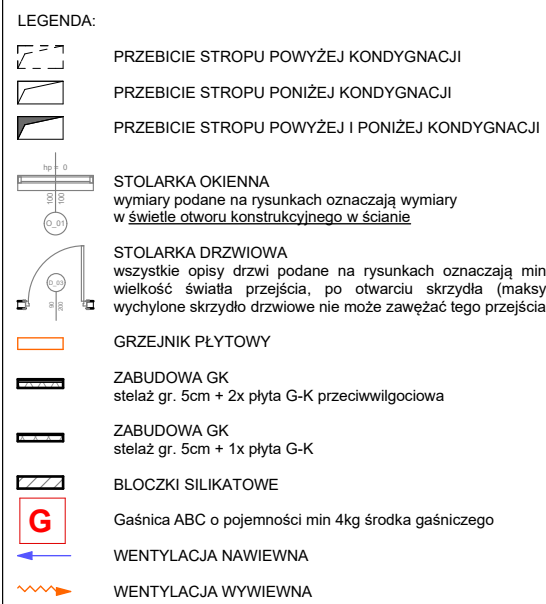 LEGENDA:
PRZEBICIE STROPU POWYŻEJ KONDYGNACJI
PRZEBICIE STROPU PONIŻEJ KONDYGNACJI
PRZEBICIE STROPU POWYŻEJ I PONIŻEJ KONDYGNACJI
hp = 0
100
100
O_01
STOLARKA OKIENNA
wymiary podane na rysunkach oznaczają wymiary
w świetle otworu konstrukcyjnego w ścianie
D_03
90
200
STOLARKA DRZWIOWA
wszystkie opisy drzwi podane na rysunkach oznaczają min
wielkość światła przejścia, po otwarciu skrzydła (maksy
wychylone skrzydło drzwiowe nie może zawężać tego przejścia
GRZEJNIK PŁYTOWY
ZABUDOWA GK
stelaż gr. 5cm + 2x płyta G-K przeciwwilgociowa
ZABUDOWA GK
stelaż gr. 5cm + 1x płyta G-K
BLOCZKI SILIKATOWE
G
Gaśnica ABC o pojemności min 4kg środka gaśniczego
WENTYLACJA NAWIEWNA
WENTYLACJA WYWIEWNA